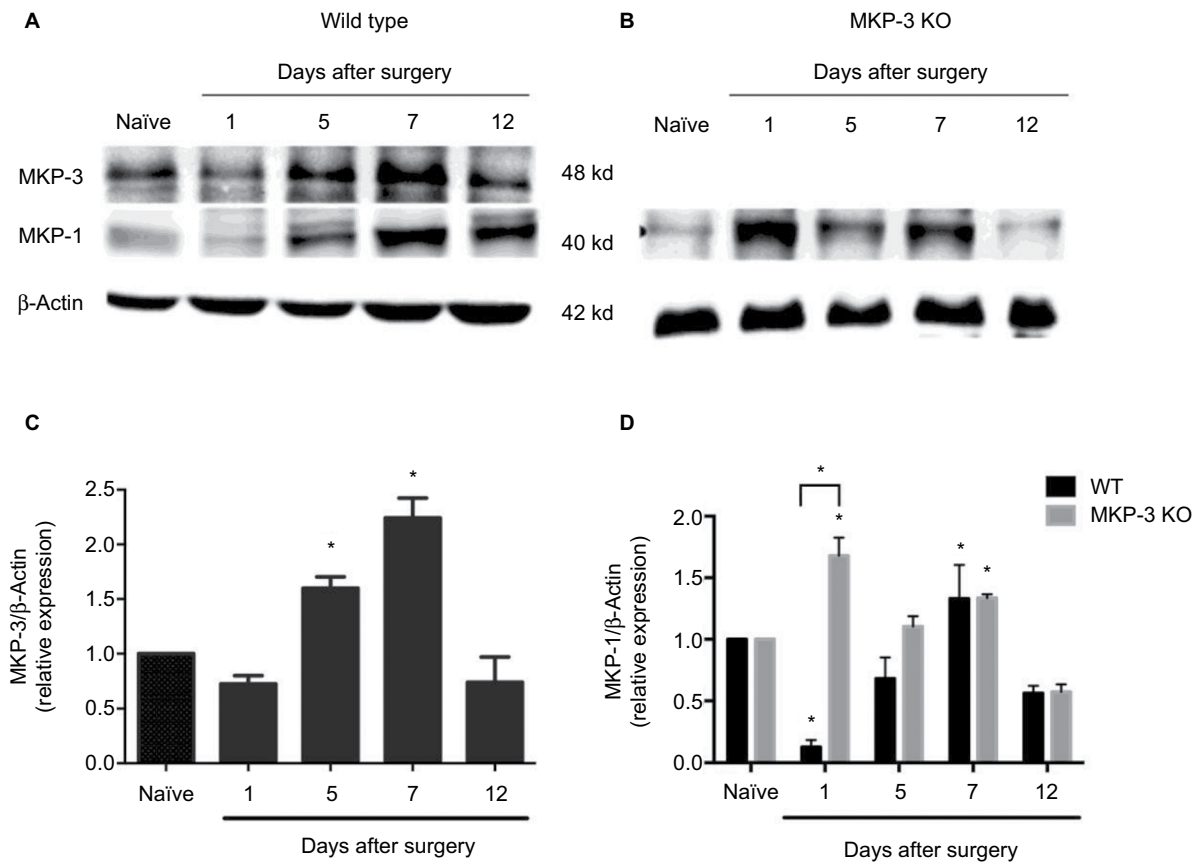 A
Wild type
Days after surgery
Naïve 1 5 7 12
MKP-3
48 kd
MKP-1
40 kd
β-Actin
42 kd
B
MKP-3 KO
Days after surgery
Naïve 1 5 7 12
C
MKP-3/β-Actin
(relative expression)
2.5
2.0
1.5
1.0
0.5
0.0
* *
Naïve 1 5 7 12
Days after surgery
D
WT
MKP-3 KO
MKP-1/β-Actin
(relative expression)
2.0
1.5
1.0
0.5
0.0
*
* * * *
Naïve 1 5 7 12
Days after surgery